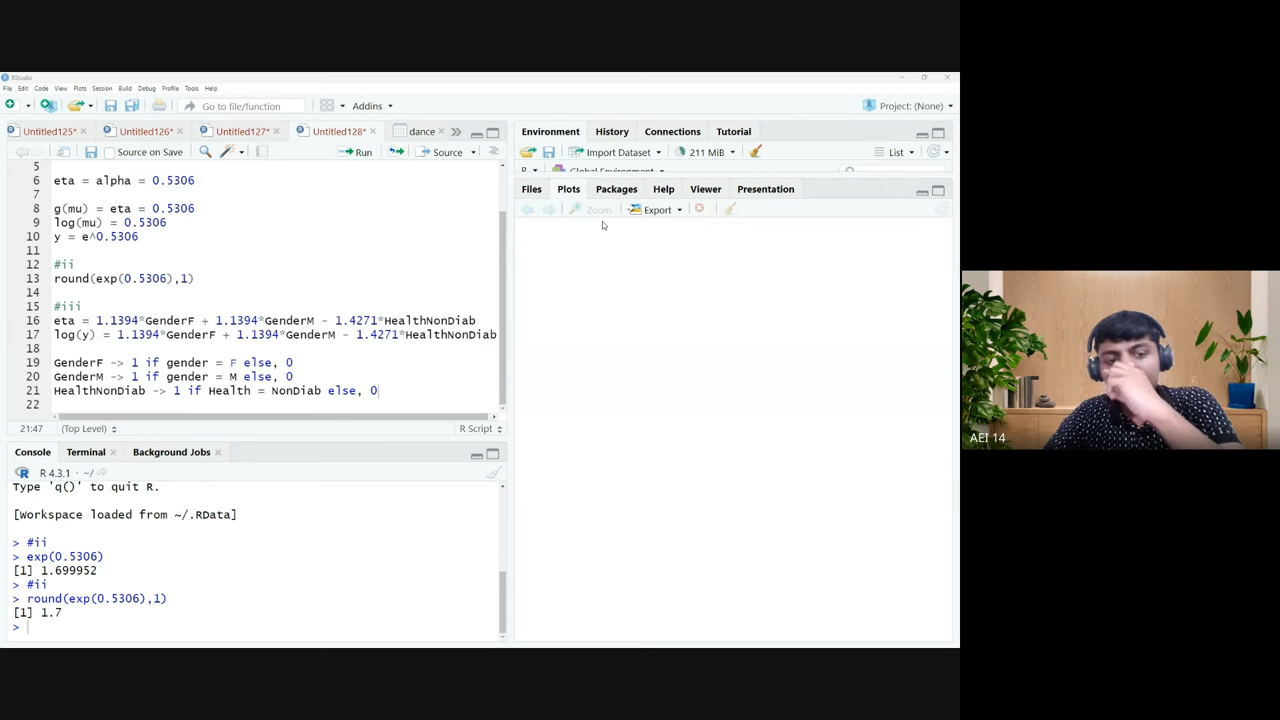 RStudio
File Edit Code View Plots Session Build Debug Profile Tools Help
Go to file/function
Addins
Project: (None)
Untitled125*
Untitled126*
Untitled127*
Untitled128*
dance
Source on Save
Run
Source
5
6 eta = alpha = 0.5306
7
8 g(mu) = eta = 0.5306
9 log(mu) = 0.5306
10 y = e^0.5306
11
12 #ii
13 round(exp(0.5306),1)
14
15 #iii
16 eta = 1.1394*GenderF + 1.1394*GenderM - 1.4271*HealthNonDiab
17 log(y) = 1.1394*GenderF + 1.1394*GenderM - 1.4271*HealthNonDiab
18
19 GenderF -> 1 if gender = F else, 0
20 GenderM -> 1 if gender = M else, 0
21 HealthNonDiab -> 1 if Health = NonDiab else, 0
22
21:47 (Top Level) R Script
Console Terminal Background Jobs
R 4.3.1 · ~/
Type 'q()' to quit R.
[Workspace loaded from ~/.RData]
> #ii
> exp(0.5306)
[1] 1.699952
> #ii
> round(exp(0.5306),1)
[1] 1.7
>
Environment History Connections Tutorial
Import Dataset 211 MiB List
R Global Environment
Files Plots Packages Help Viewer Presentation
Zoom Export
AEI 14